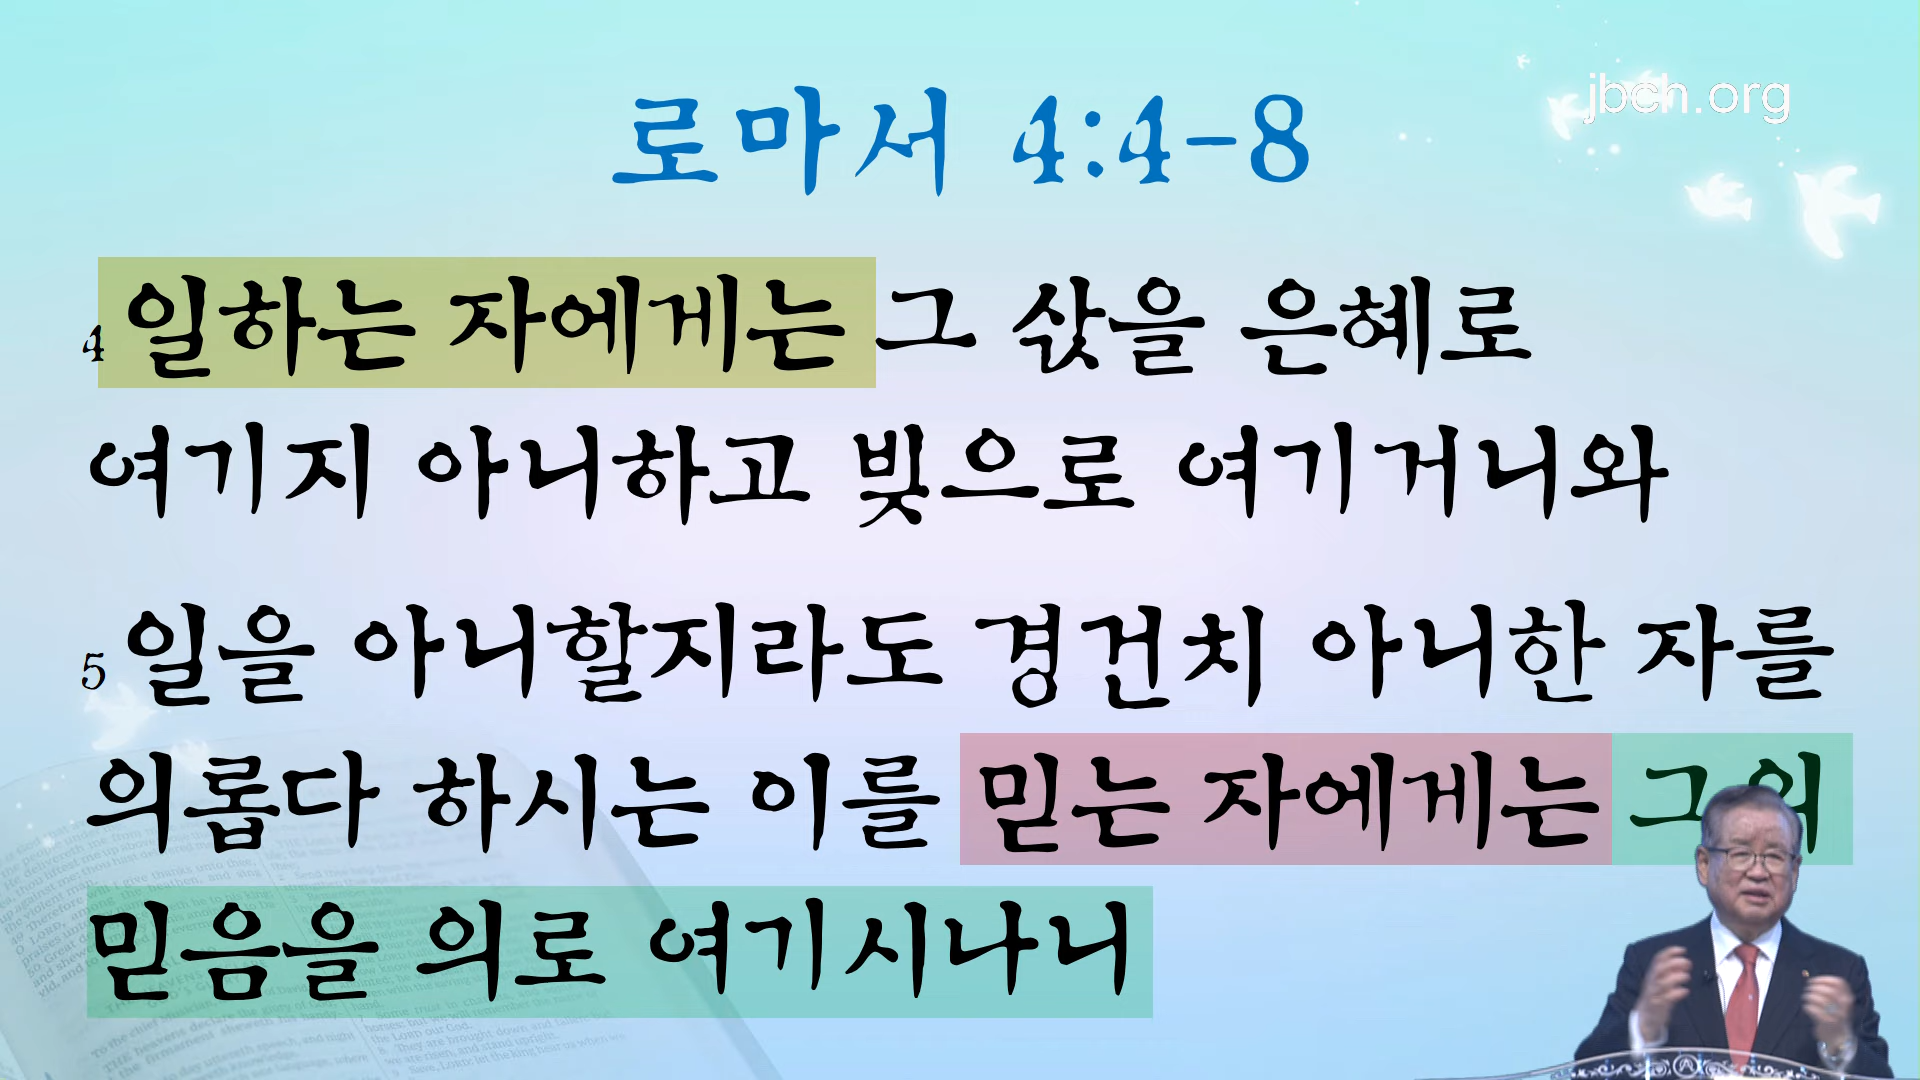 jbch.org
로마서 4:4-8
4 일하는 자에게는 그 삯을 은혜로
여기지 아니하고 빚으로 여기거니와
5 일을 아니할지라도 경건치 아니한 자를
의롭다 하시는 이를 믿는 자에게는 그의
믿음을 의로 여기시나니